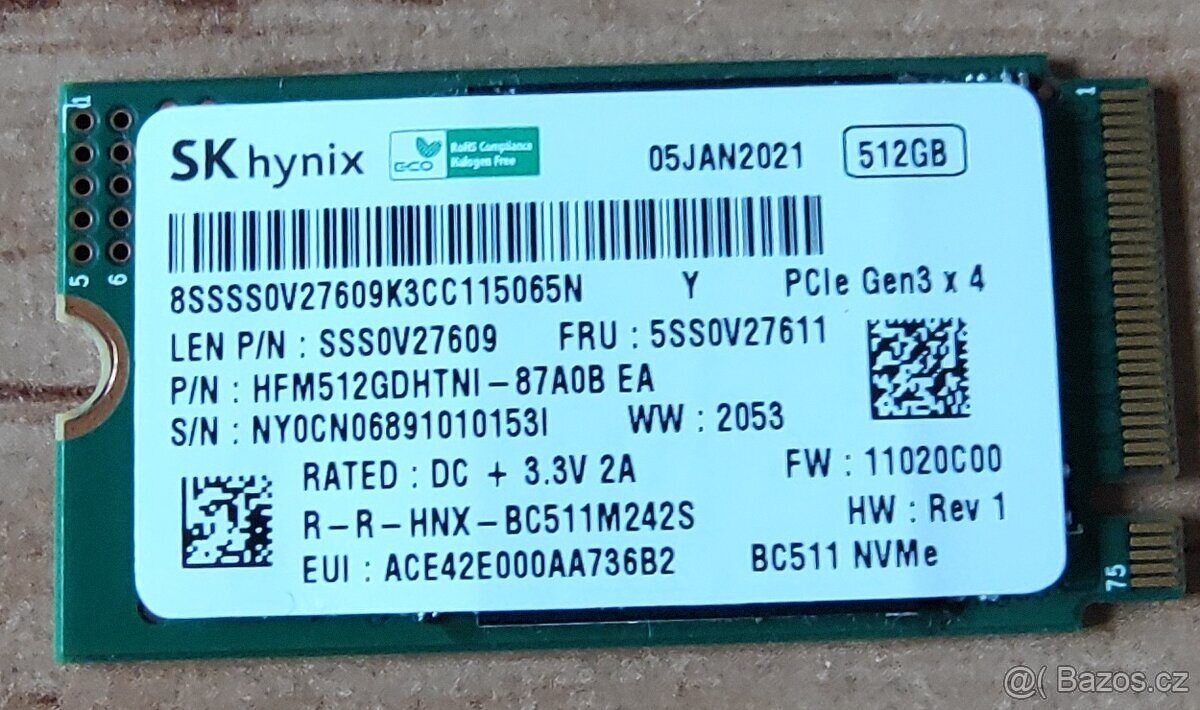 SK hynix eco RoHS Compliance Halogen Free 05JAN2021 512GB
8SSSS0V27609K3CC115065N Y PCIe Gen3 x 4
LEN P/N : SSS0V27609 FRU : 5SS0V27611
P/N : HFM512GDHTNI-87A0B EA
S/N : NY0CN06891010153I WW : 2053
RATED : DC + 3.3V 2A FW : 11020C00
R-R-HNX-BC511M242S HW : Rev 1
EUI : ACE42E000AA736B2 BC511 NVMe
1
5 6
1
75
@( Bazos.cz